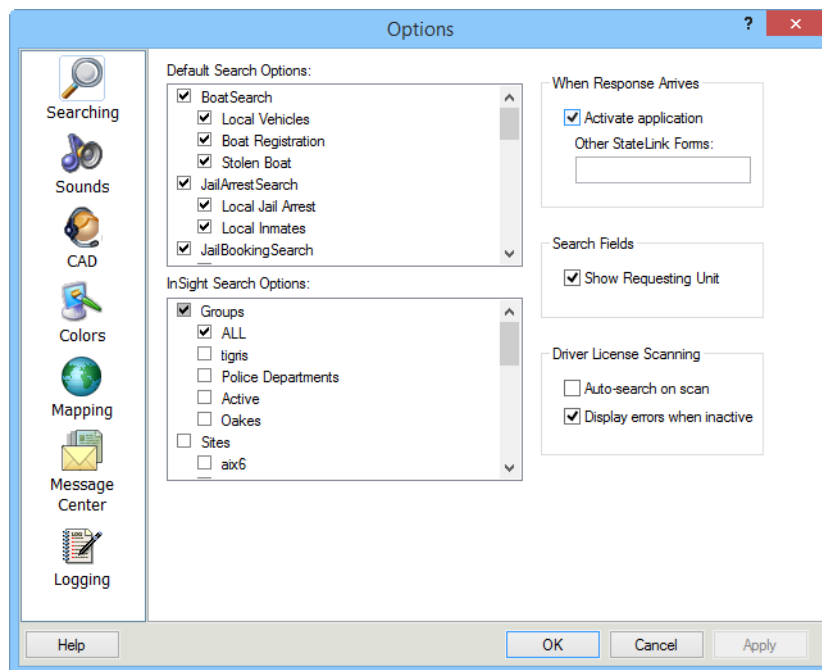 Options
?
Searching
Sounds
CAD
Colors
Mapping
Message
Center
LOG
Logging
Default Search Options:
BoatSearch
Local Vehicles
Boat Registration
Stolen Boat
JailArrestSearch
Local Jail Arrest
Local Inmates
JailBookingSearch
InSight Search Options:
Groups
ALL
tigris
Police Departments
Active
Oakes
Sites
aix6
When Response Arrives
Activate application
Other StateLink Forms:
Search Fields
Show Requesting Unit
Driver License Scanning
Auto-search on scan
Display errors when inactive
Help
OK
Cancel
Apply